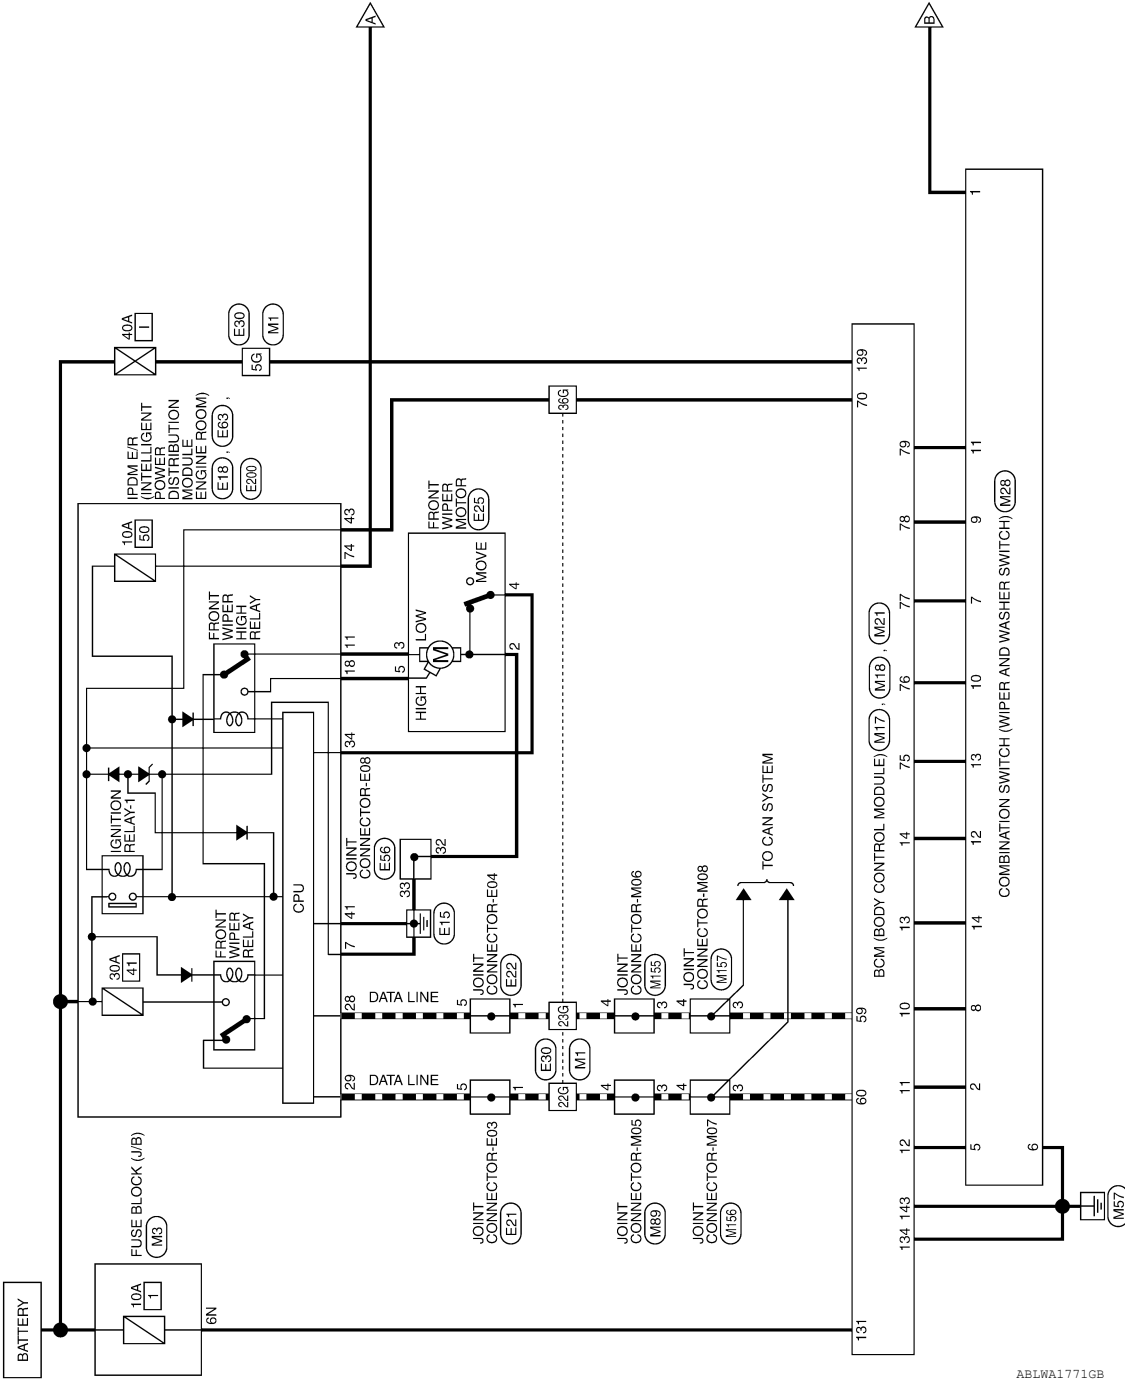 BATTERY
FUSE BLOCK (J/B)
M3
10A
1
6N
IPDM E/R
(INTELLIGENT
POWER
DISTRIBUTION
MODULE
ENGINE ROOM)
E18 , E63 ,
E200
40A
I
5G
E30
M1
A
B
30A
41
FRONT
WIPER
RELAY
IGNITION
RELAY-1
FRONT
WIPER
HIGH
RELAY
10A
50
CPU
29
28
7
41
34
18
11
74
43
DATA LINE
DATA LINE
JOINT
CONNECTOR-E08
E56
33
32
E15
FRONT
WIPER
MOTOR
E25
HIGH
LOW
MOVE
M
5
3
2
4
JOINT
CONNECTOR-E03
E21
5
1
JOINT
CONNECTOR-E04
E22
5
1
22G
23G
36G
E30
M1
JOINT
CONNECTOR-M05
M89
4
3
JOINT
CONNECTOR-M06
M155
4
3
JOINT
CONNECTOR-M07
M156
4
3
JOINT
CONNECTOR-M08
M157
4
3
TO CAN SYSTEM
131
60
59
70
139
BCM (BODY CONTROL MODULE) M17 , M18 , M21
134
143
12
11
10
13
14
75
76
77
78
79
5
2
8
14
12
13
10
7
9
11
1
COMBINATION SWITCH (WIPER AND WASHER SWITCH) M28
6
M57
ABLWA1771GB